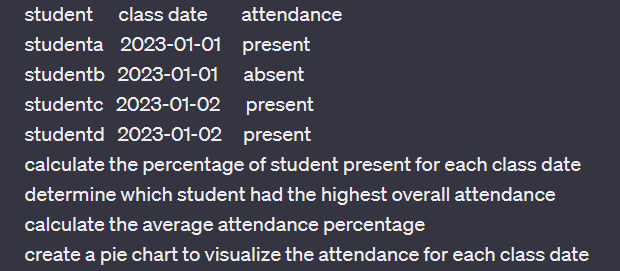 student class date attendance
studenta 2023-01-01 present
studentb 2023-01-01 absent
studentc 2023-01-02 present
studentd 2023-01-02 present
calculate the percentage of student present for each class date
determine which student had the highest overall attendance
calculate the average attendance percentage
create a pie chart to visualize the attendance for each class date